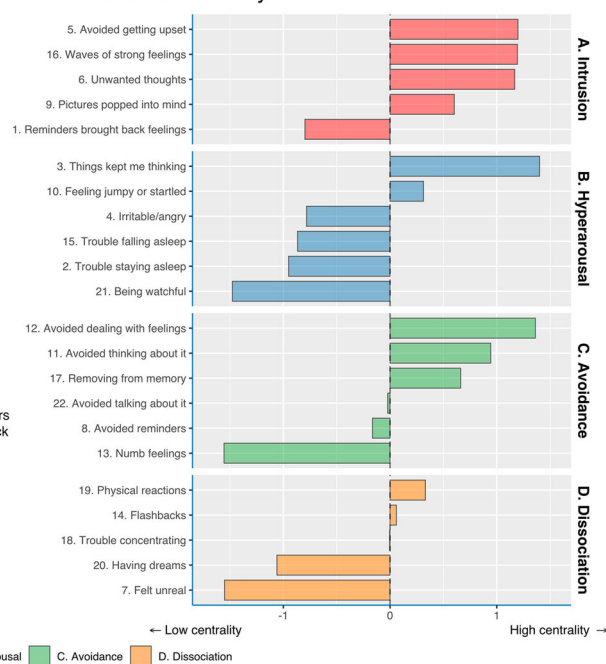 5. Avoided getting upset
16. Waves of strong feelings
6. Unwanted thoughts
9. Pictures popped into mind
1. Reminders brought back feelings
A. Intrusion
3. Things kept me thinking
10. Feeling jumpy or startled
4. Irritable/angry
15. Trouble falling asleep
2. Trouble staying asleep
21. Being watchful
B. Hyperarousal
12. Avoided dealing with feelings
11. Avoided thinking about it
17. Removing from memory
22. Avoided talking about it
8. Avoided reminders
13. Numb feelings
C. Avoidance
19. Physical reactions
14. Flashbacks
18. Trouble concentrating
20. Having dreams
7. Felt unreal
D. Dissociation
-1 0 1
← Low centrality High centrality →
C. Avoidance D. Dissociation